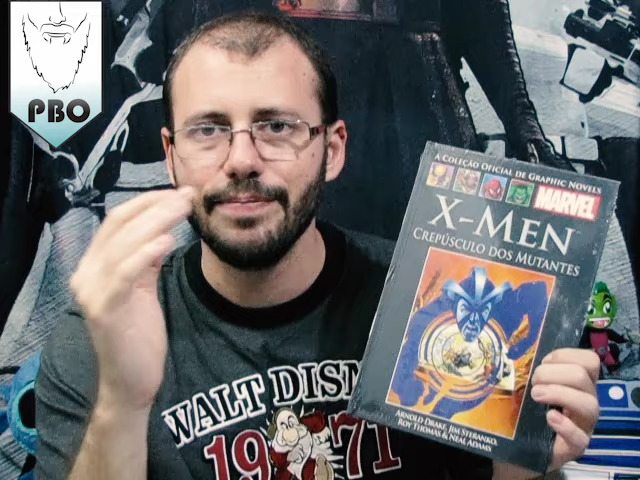 PBO
A COLEÇÃO OFICIAL DE GRAPHIC NOVELS
MARVEL
X-MEN
CREPÚSCULO DOS MUTANTES
ARNOLD DRAKE, JIM STERANKO,
ROY THOMAS & NEAL ADAMS
WALT DISN
1971